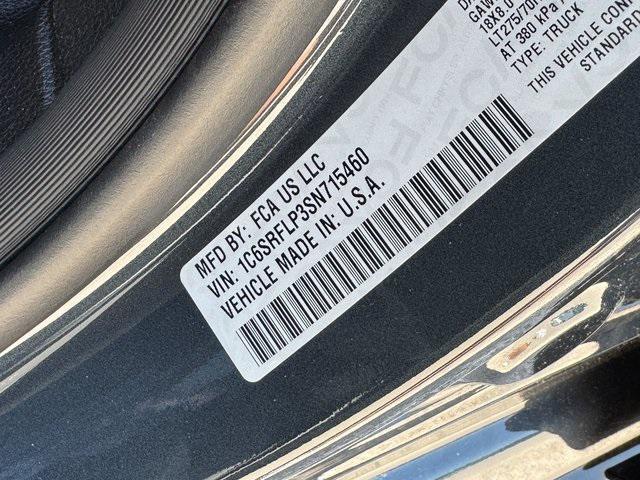 MFD BY: FCA US LLC
VIN: 1C6SRFLP3SN715460
VEHICLE MADE IN: U.S.A.
18X8.0
LT275/70
AT 380 kPa
TYPE: TRUCK
THIS VEHICLE
STANDARD